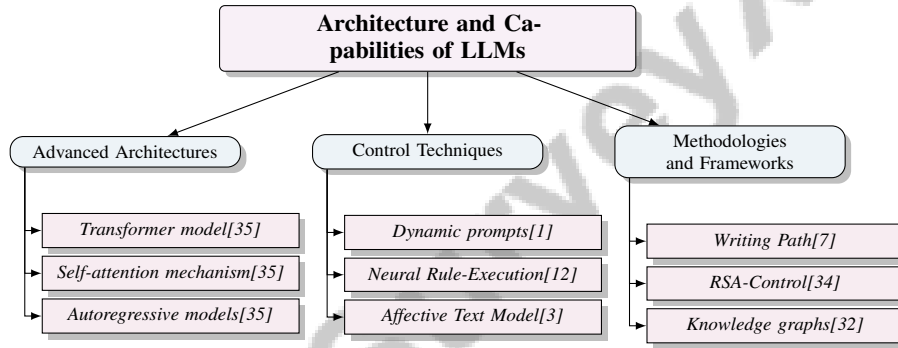 Architecture and Ca-
pabilities of LLMs
Advanced Architectures
Transformer model[35]
Self-attention mechanism[35]
Autoregressive models[35]
Control Techniques
Dynamic prompts[1]
Neural Rule-Execution[12]
Affective Text Model[3]
Methodologies
and Frameworks
Writing Path[7]
RSA-Control[34]
Knowledge graphs[32]